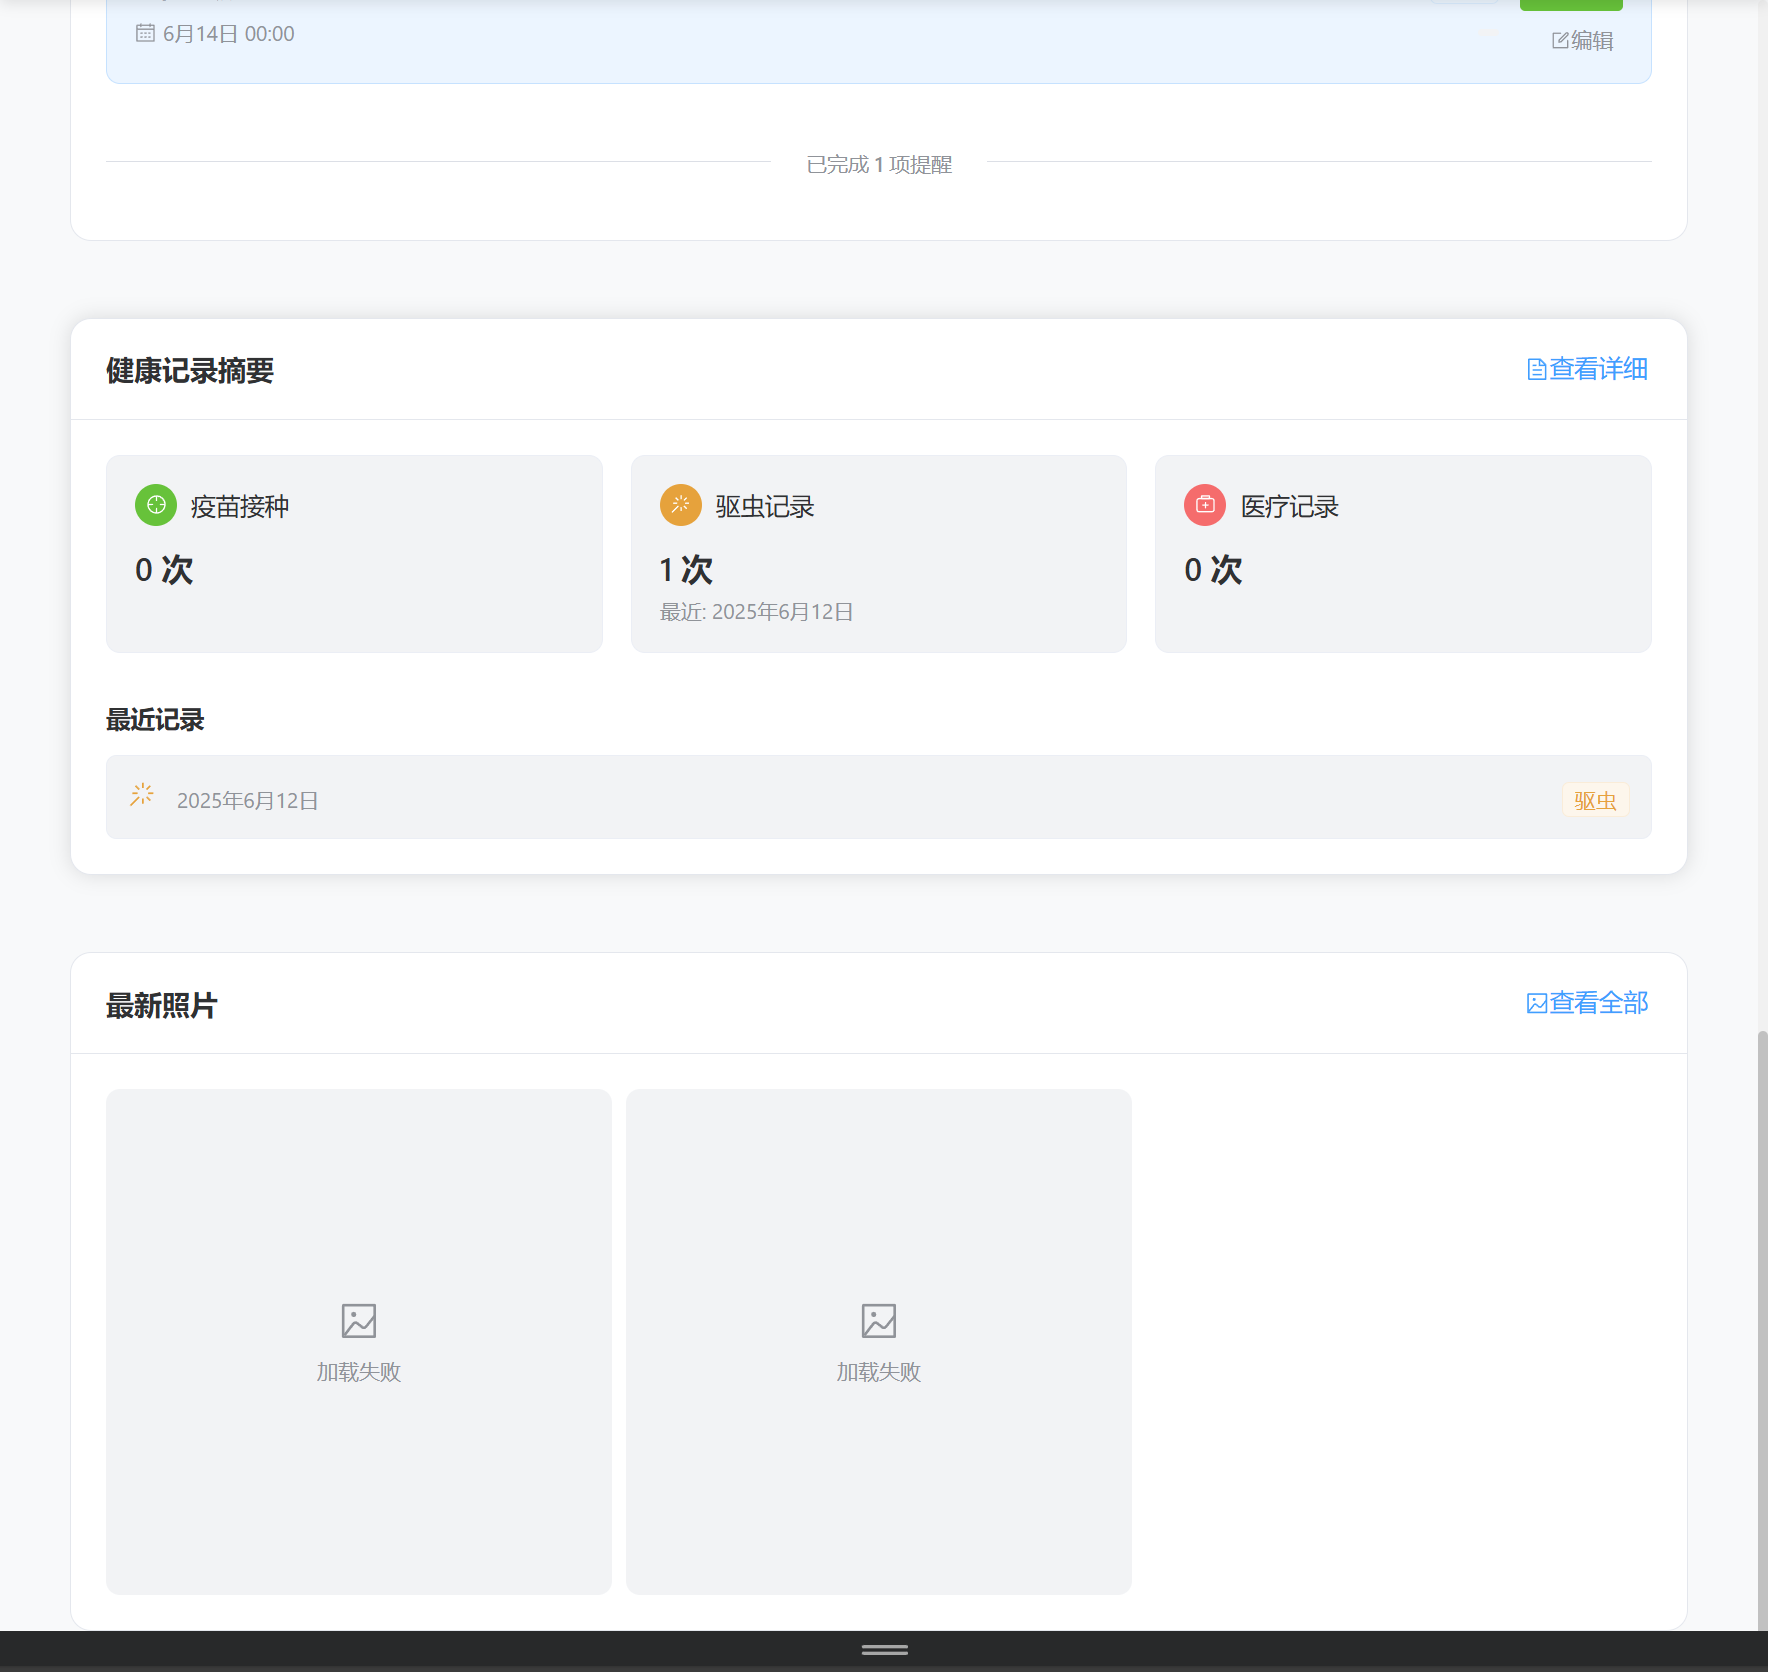 6月14日 00:00
编辑
已完成 1 项提醒
健康记录摘要
查看详细
疫苗接种
0 次
驱虫记录
1 次
最近: 2025年6月12日
医疗记录
0 次
最近记录
2025年6月12日
驱虫
最新照片
查看全部
加载失败
加载失败